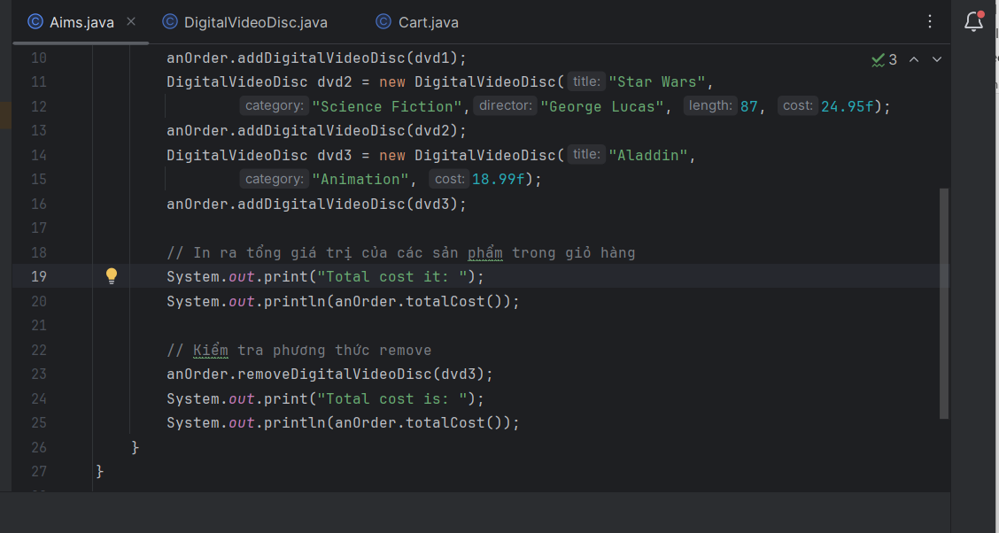 Aims.java DigitalVideoDisc.java Cart.java
10 anOrder.addDigitalVideoDisc(dvd1); 3
11 DigitalVideoDisc dvd2 = new DigitalVideoDisc( title: "Star Wars",
12 category: "Science Fiction", director: "George Lucas", length: 87, cost: 24.95f);
13 anOrder.addDigitalVideoDisc(dvd2);
14 DigitalVideoDisc dvd3 = new DigitalVideoDisc( title: "Aladdin",
15 category: "Animation", cost: 18.99f);
16 anOrder.addDigitalVideoDisc(dvd3);
17
18 // In ra tổng giá trị của các sản phẩm trong giỏ hàng
19 System.out.print("Total cost it: ");
20 System.out.println(anOrder.totalCost());
21
22 // Kiểm tra phương thức remove
23 anOrder.removeDigitalVideoDisc(dvd3);
24 System.out.print("Total cost is: ");
25 System.out.println(anOrder.totalCost());
26 }
27 }